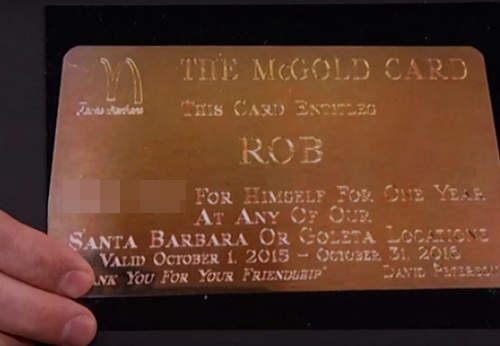 THE McGOLD CARD
Santa Barbara
THIS CARD ENTITLES
ROB
FOR HIMSELF FOR ONE YEAR
AT ANY OF OUR
SANTA BARBARA OR GOLETA LOCATIONS
VALID OCTOBER 1, 2015 – OCTOBER 31,
ANK YOU FOR YOUR FRIENDSHIP" DAVID PETERSON